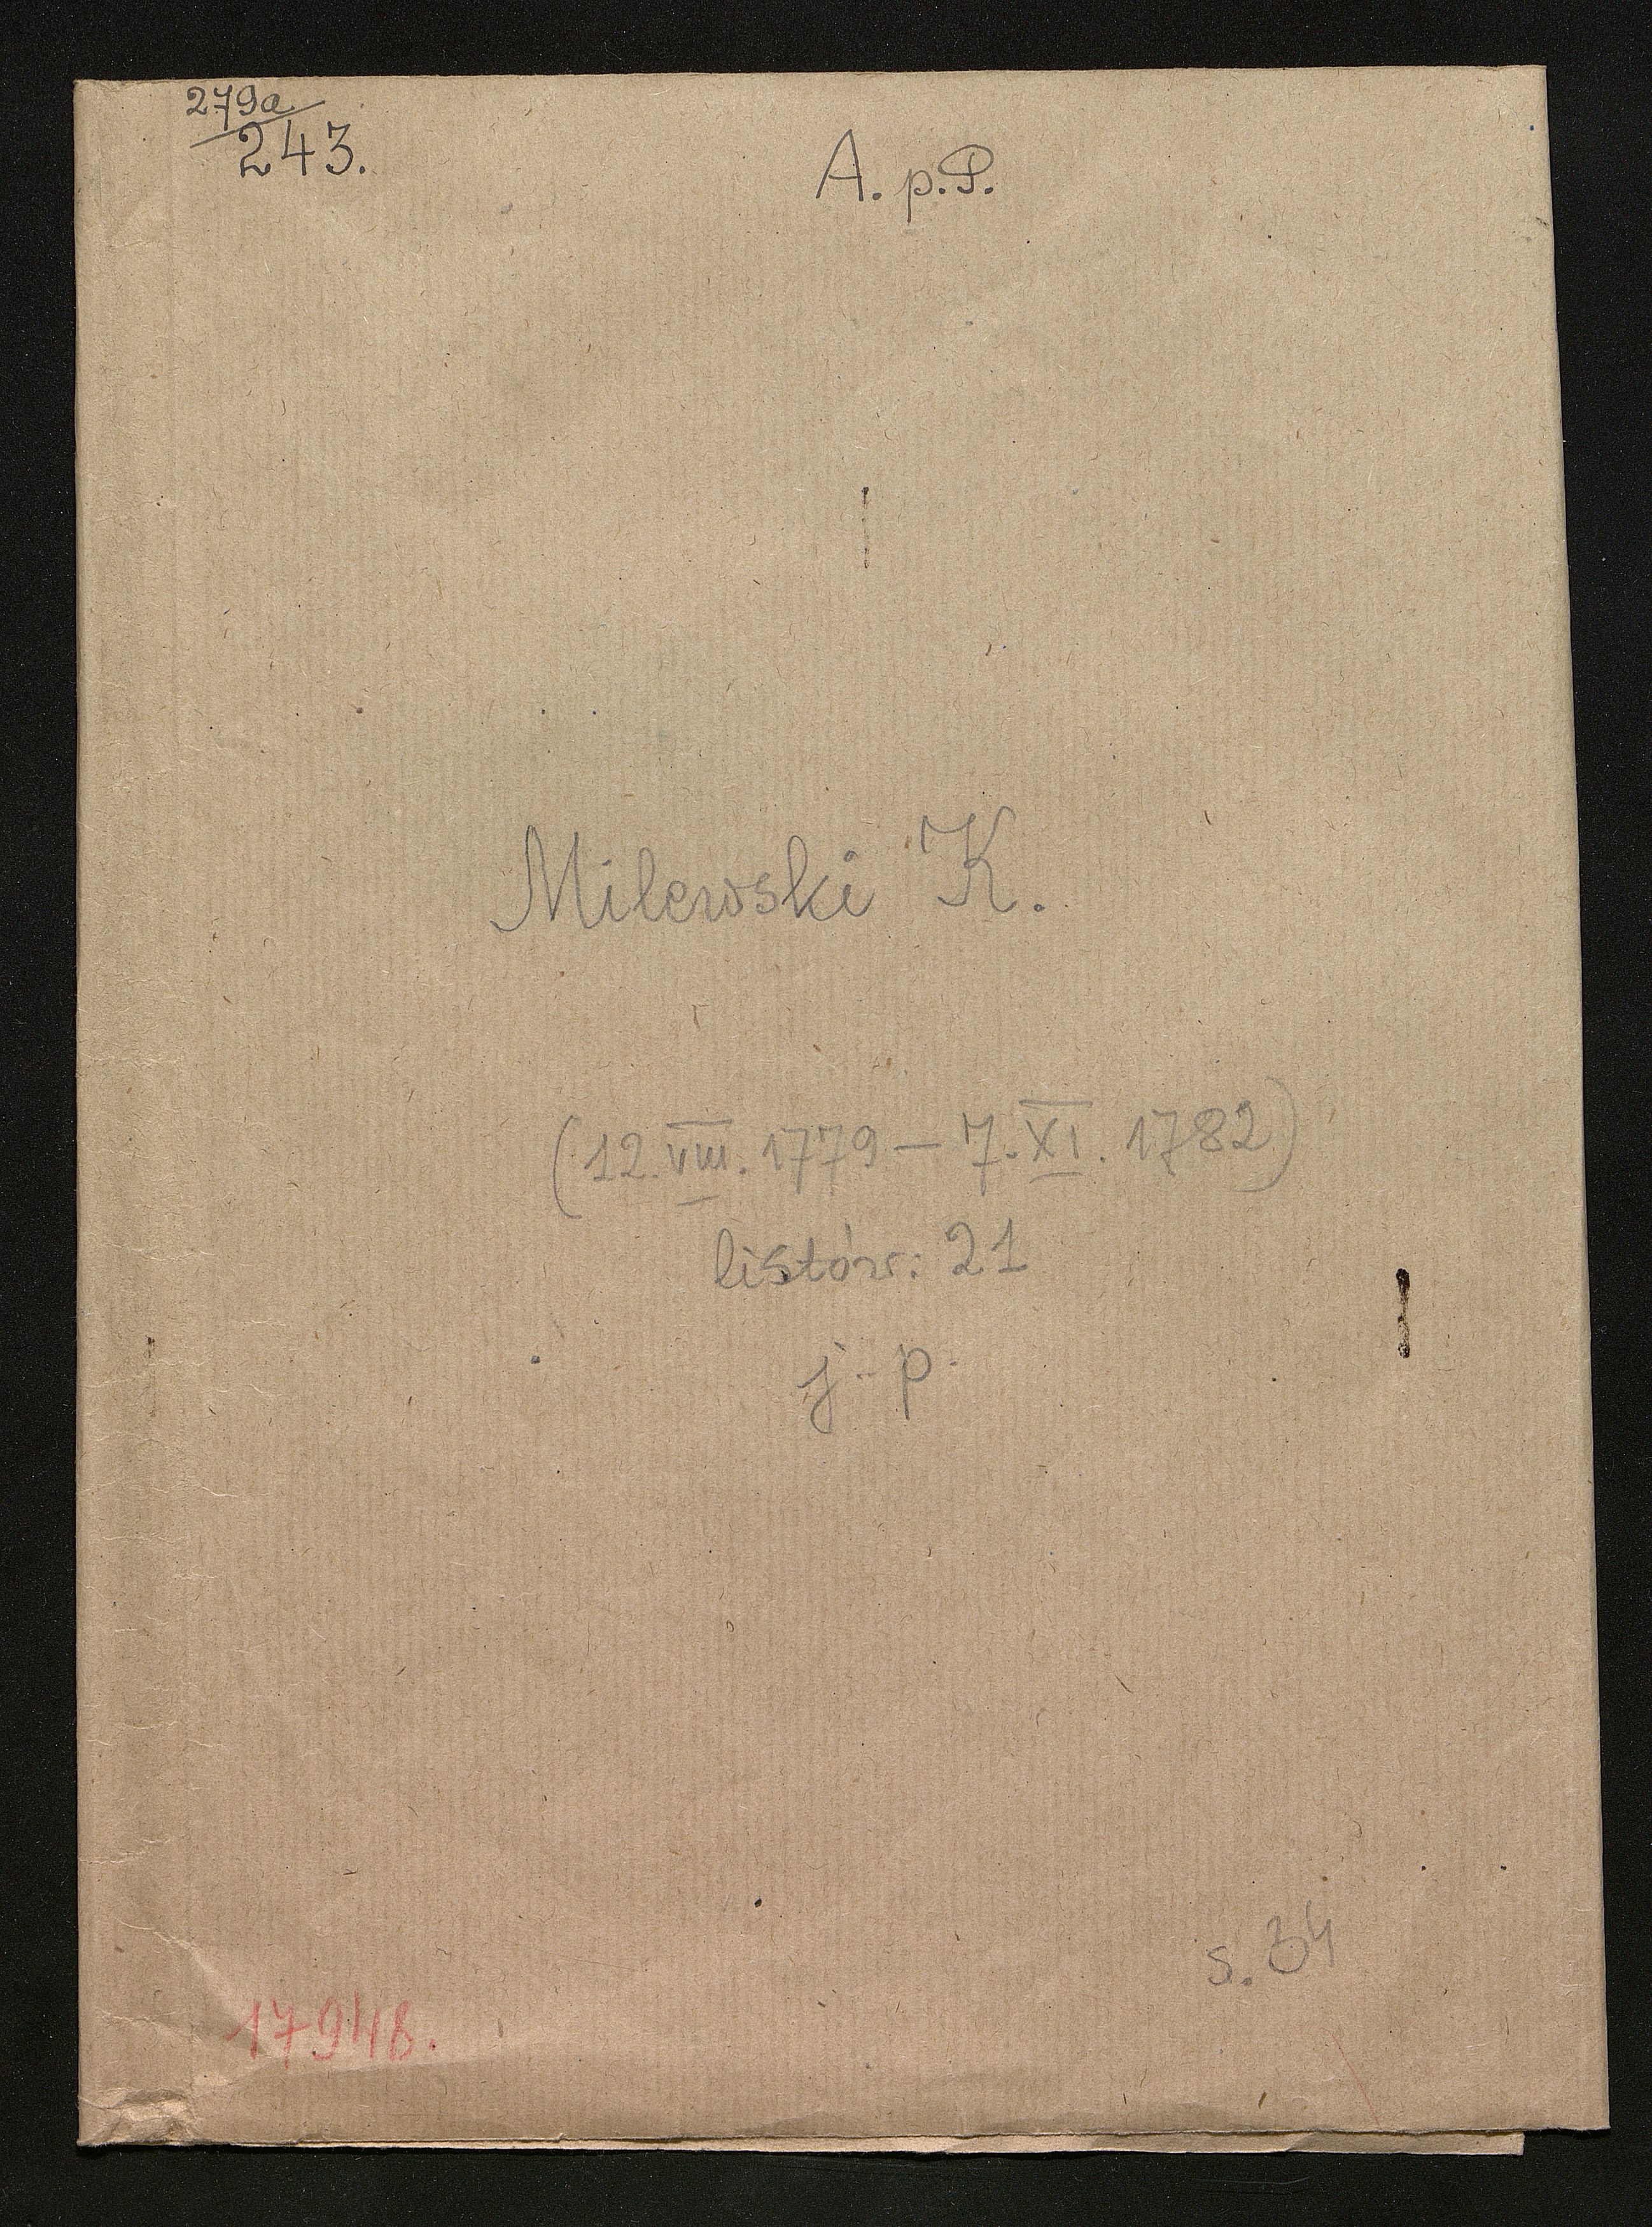 279a
243.
A. p. P.
Milewski K.
(12. VIII. 1779 – 7. XI. 1782)
listów: 21
j. p.
s. 34
17948.